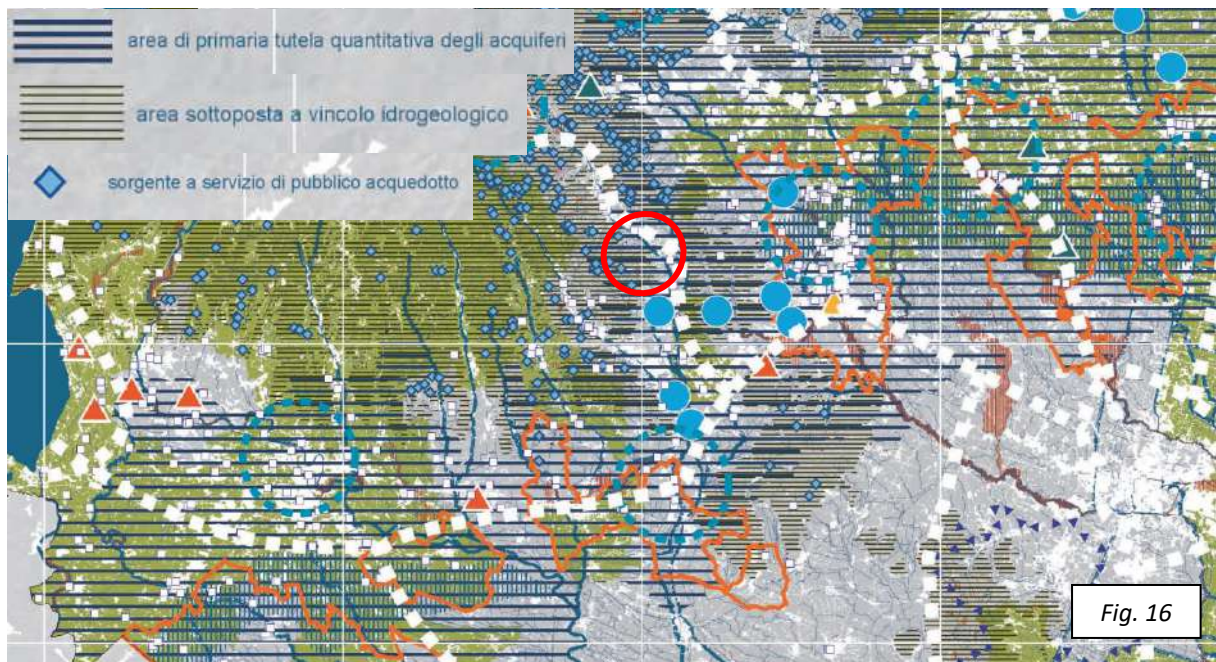 area di primaria tutela quantitativa degli acquiferi
area sottoposta a vincolo idrogeologico
sorgente a servizio di pubblico acquedotto
Fig. 16